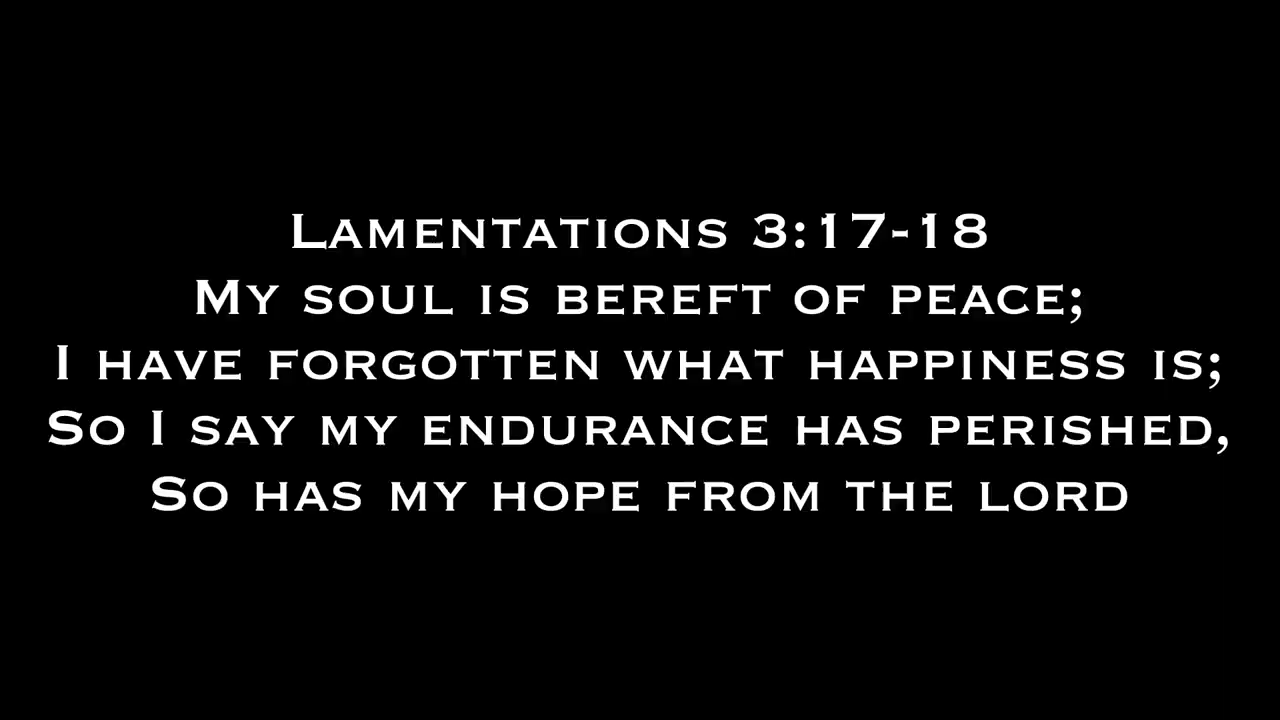 Lamentations 3:17-18
My soul is bereft of peace;
I have forgotten what happiness is;
So I say my endurance has perished,
So has my hope from the lord